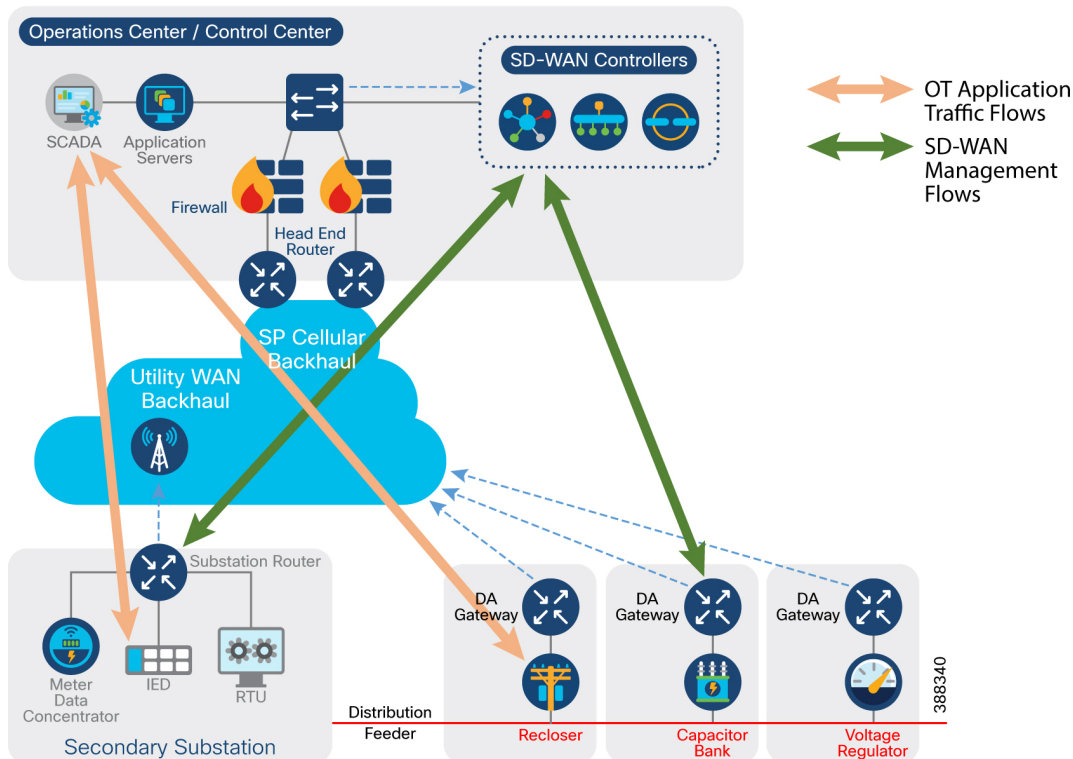 Operations Center / Control Center
SD-WAN Controllers
OT Application
Traffic Flows
SD-WAN
Management
Flows
SCADA
Application
Servers
Firewall
Head End
Router
SP Cellular
Backhaul
Utility WAN
Backhaul
Substation Router
Meter
Data
Concentrator
IED
RTU
Secondary Substation
DA
Gateway
DA
Gateway
DA
Gateway
Distribution
Feeder
Recloser
Capacitor
Bank
Voltage
Regulator
388340